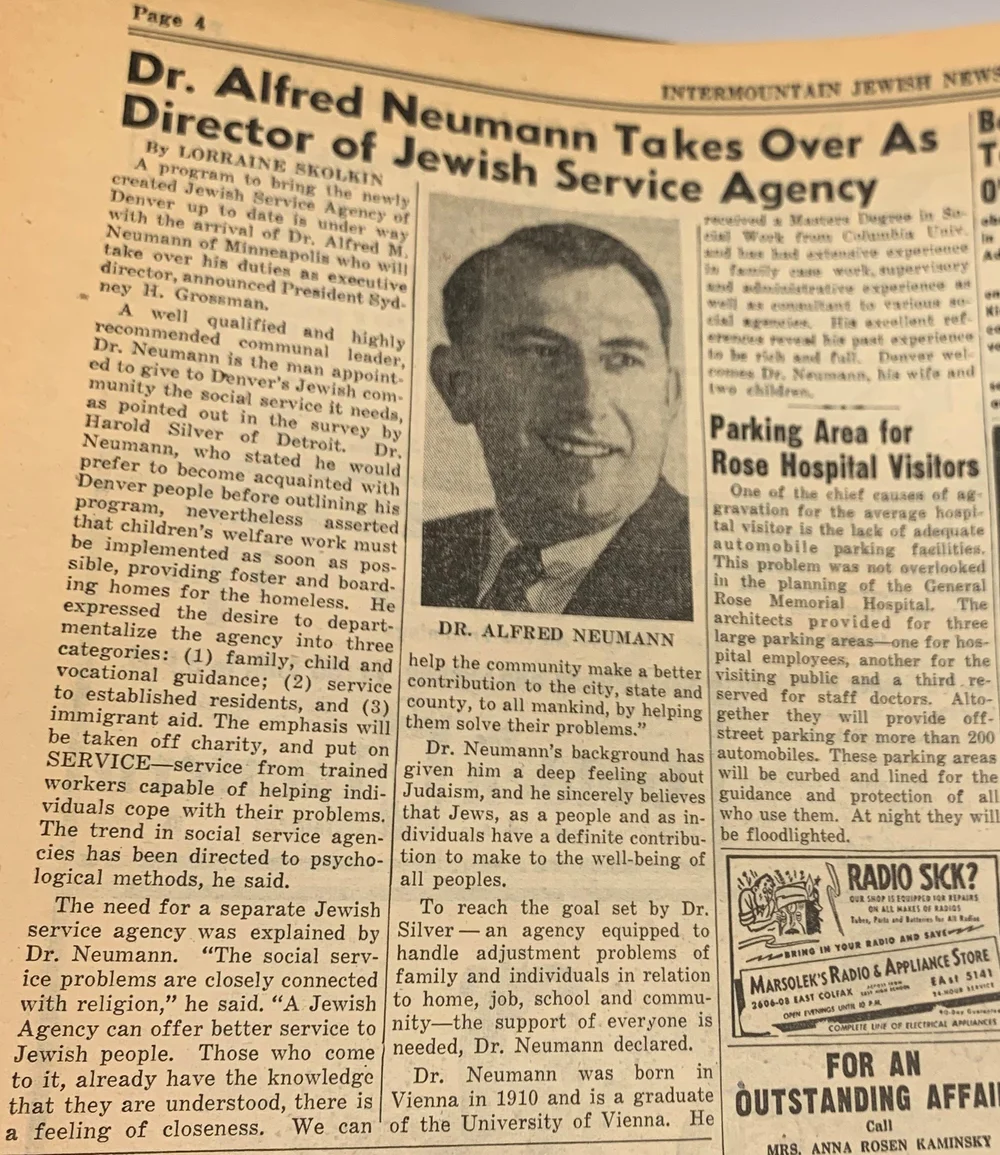 Page 4
INTERMOUNTAIN JEWISH NEWS
Dr. Alfred Neumann Takes Over As
Director of Jewish Service Agency
By LORRAINE SKOLKIN
A program to bring the newly
created Jewish Service Agency of
Denver up to date is under way
with the arrival of Dr. Alfred M.
Neumann of Minneapolis who will
take over his duties as executive
director, announced President Syd-
ney H. Grossman.
A well qualified and highly
recommended communal leader,
Dr. Neumann is the man appoint-
ed to give to Denver's Jewish com-
munity the social service it needs,
as pointed out in the survey by
Harold Silver of Detroit. Dr.
Neumann, who stated he would
prefer to become acquainted with
Denver people before outlining his
program, nevertheless asserted
that children's welfare work must
be implemented as soon as pos-
sible, providing foster and board-
ing homes for the homeless. He
expressed the desire to depart-
mentalize the agency into three
categories: (1) family, child and
vocational guidance; (2) service
to established residents, and (3)
immigrant aid. The emphasis will
be taken off charity, and put on
SERVICE—service from trained
workers capable of helping indi-
viduals cope with their problems.
The trend in social service agen-
cies has been directed to psycho-
logical methods, he said.
The need for a separate Jewish
service agency was explained by
Dr. Neumann. "The social serv-
ice problems are closely connected
with religion," he said. "A Jewish
Agency can offer better service to
Jewish people. Those who come
to it, already have the knowledge
that they are understood, there is
a feeling of closeness. We can
DR. ALFRED NEUMANN
help the community make a better
contribution to the city, state and
county, to all mankind, by helping
them solve their problems."
Dr. Neumann's background has
given him a deep feeling about
Judaism, and he sincerely believes
that Jews, as a people and as in-
dividuals have a definite contribu-
tion to make to the well-being of
all peoples.
To reach the goal set by Dr.
Silver — an agency equipped to
handle adjustment problems of
family and individuals in relation
to home, job, school and commu-
nity—the support of everyone is
needed, Dr. Neumann declared.
Dr. Neumann was born in
Vienna in 1910 and is a graduate
of the University of Vienna. He
received a Masters Degree in So-
cial Work from Columbia Univ.
and has had extensive experience
in family case work, supervisory
and administrative experience as
well as consultant to various so-
cial agencies. His excellent ref-
erences reveal his past experience
to be rich and full. Denver wel-
comes Dr. Neumann, his wife and
two children.
Parking Area for
Rose Hospital Visitors
One of the chief causes of ag-
gravation for the average hospi-
tal visitor is the lack of adequate
automobile parking facilities.
This problem was not overlooked
in the planning of the General
Rose Memorial Hospital. The
architects provided for three
large parking areas—one for hos-
pital employees, another for the
visiting public and a third re-
served for staff doctors. Alto-
gether they will provide off-
street parking for more than 200
automobiles. These parking areas
will be curbed and lined for the
guidance and protection of all
who use them. At night they will
be floodlighted.
RADIO SICK?
OUR SHOP IS EQUIPPED FOR REPAIRS
ON ALL MAKES OF RADIOS
Tubes, Parts and Batteries for All Radios
BRING IN YOUR RADIO AND SAVE
MARSOLEK'S RADIO & APPLIANCE STORE
2606-08 EAST COLFAX
EAst 5141
OPEN EVENINGS UNTIL 10 P.M.
24-HOUR SERVICE
COMPLETE LINE OF ELECTRICAL APPLIANCES
FOR AN
OUTSTANDING AFFAI
Call
MRS. ANNA ROSEN KAMINSKY